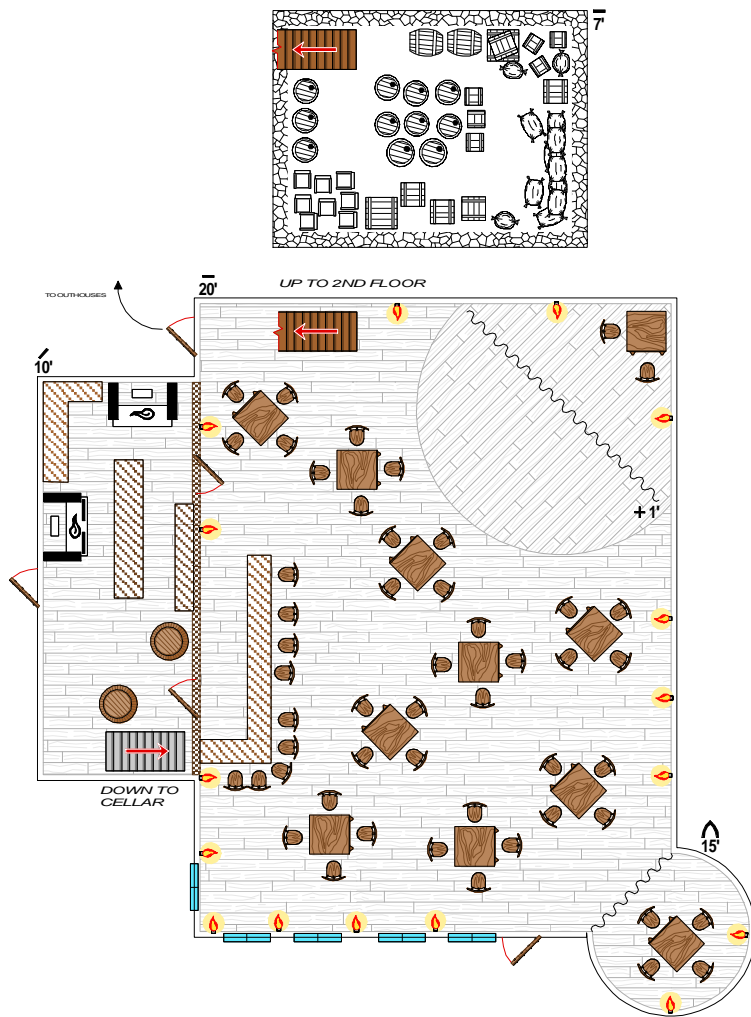 7'
20'
UP TO 2ND FLOOR
TO OUTHOUSES
10'
+ 1'
DOWN TO
CELLAR
15'